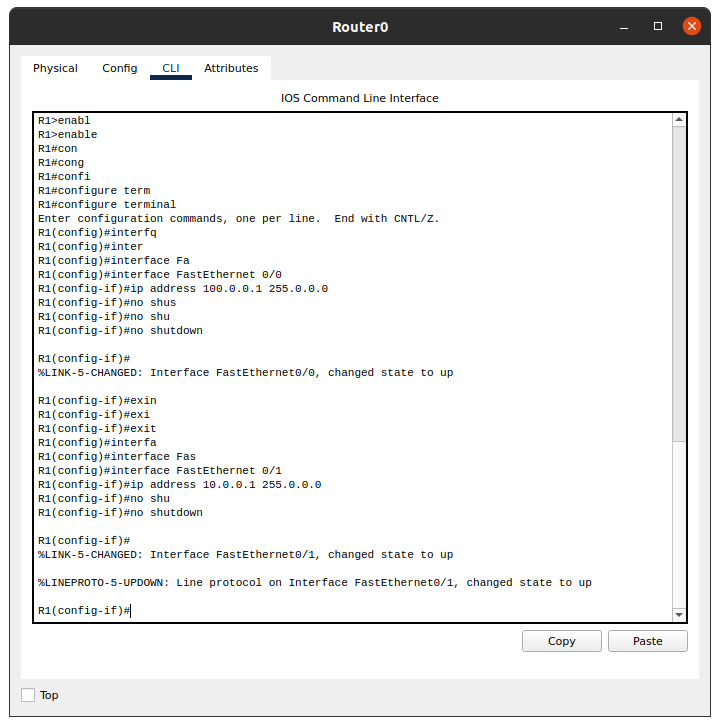 Router0
Physical Config CLI Attributes
IOS Command Line Interface
R1>enabl
R1>enable
R1#con
R1#cong
R1#confi
R1#configure term
R1#configure terminal
Enter configuration commands, one per line.  End with CNTL/Z.
R1(config)#interfq
R1(config)#inter
R1(config)#interface Fa
R1(config)#interface FastEthernet 0/0
R1(config-if)#ip address 100.0.0.1 255.0.0.0
R1(config-if)#no shus
R1(config-if)#no shu
R1(config-if)#no shutdown
R1(config-if)#
%LINK-5-CHANGED: Interface FastEthernet0/0, changed state to up
R1(config-if)#exin
R1(config-if)#exi
R1(config-if)#exit
R1(config)#interfa
R1(config)#interface Fas
R1(config)#interface FastEthernet 0/1
R1(config-if)#ip address 10.0.0.1 255.0.0.0
R1(config-if)#no shu
R1(config-if)#no shutdown
R1(config-if)#
%LINK-5-CHANGED: Interface FastEthernet0/1, changed state to up
%LINEPROTO-5-UPDOWN: Line protocol on Interface FastEthernet0/1, changed state to up
R1(config-if)#
Copy Paste
Top